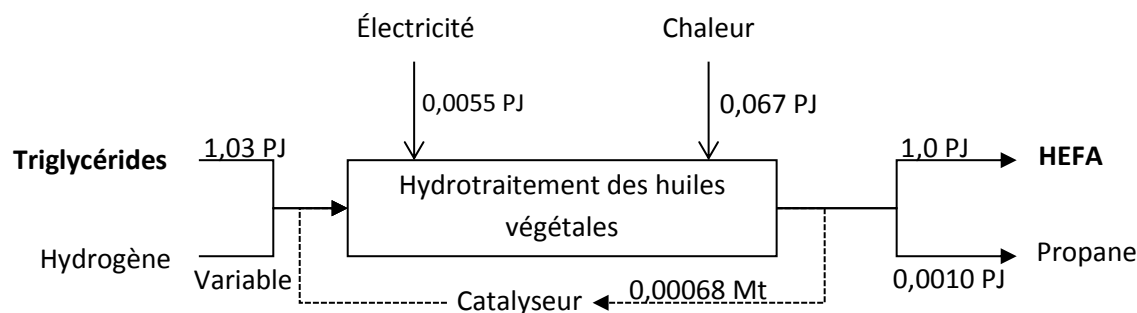 Électricité
Chaleur
0,0055 PJ
0,067 PJ
Triglycérides
1,03 PJ
1,0 PJ
HEFA
Hydrotraitement des huiles
végétales
Hydrogène
Variable
Propane
0,0010 PJ
Catalyseur
0,00068 Mt